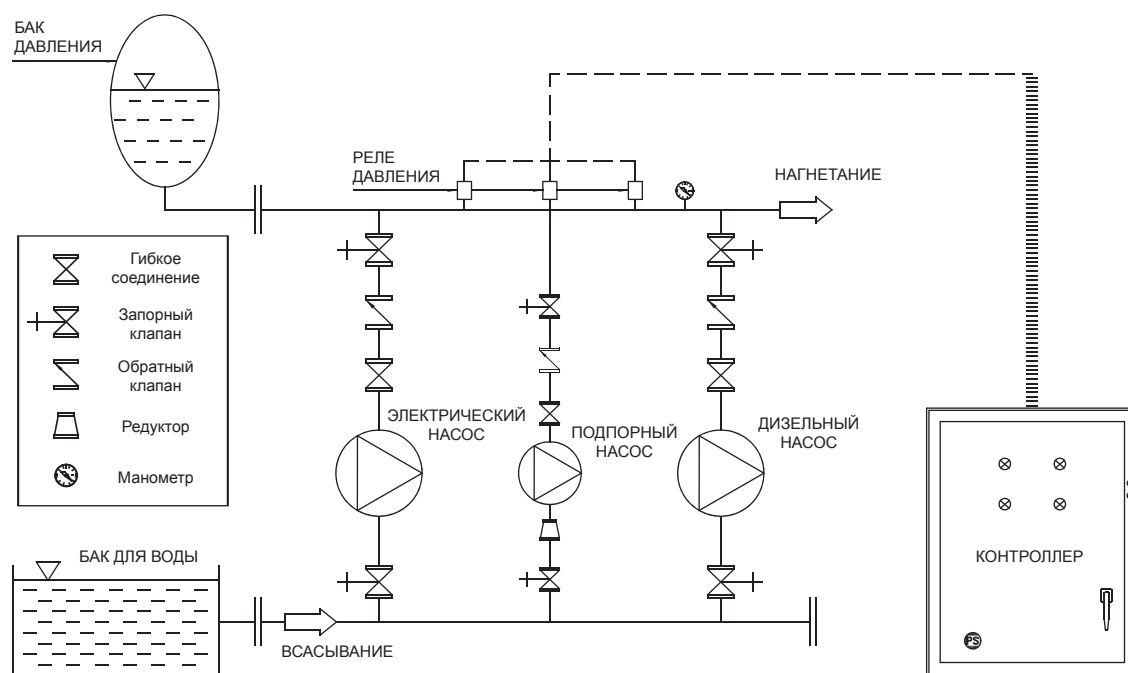 БАК
ДАВЛЕНИЯ
РЕЛЕ
ДАВЛЕНИЯ
НАГНЕТАНИЕ
Гибкое
соединение
Запорный
клапан
Обратный
клапан
Редуктор
Манометр
ЭЛЕКТРИЧЕСКИЙ
НАСОС
ПОДПОРНЫЙ
НАСОС
ДИЗЕЛЬНЫЙ
НАСОС
БАК ДЛЯ ВОДЫ
ВСАСЫВАНИЕ
КОНТРОЛЛЕР
PS